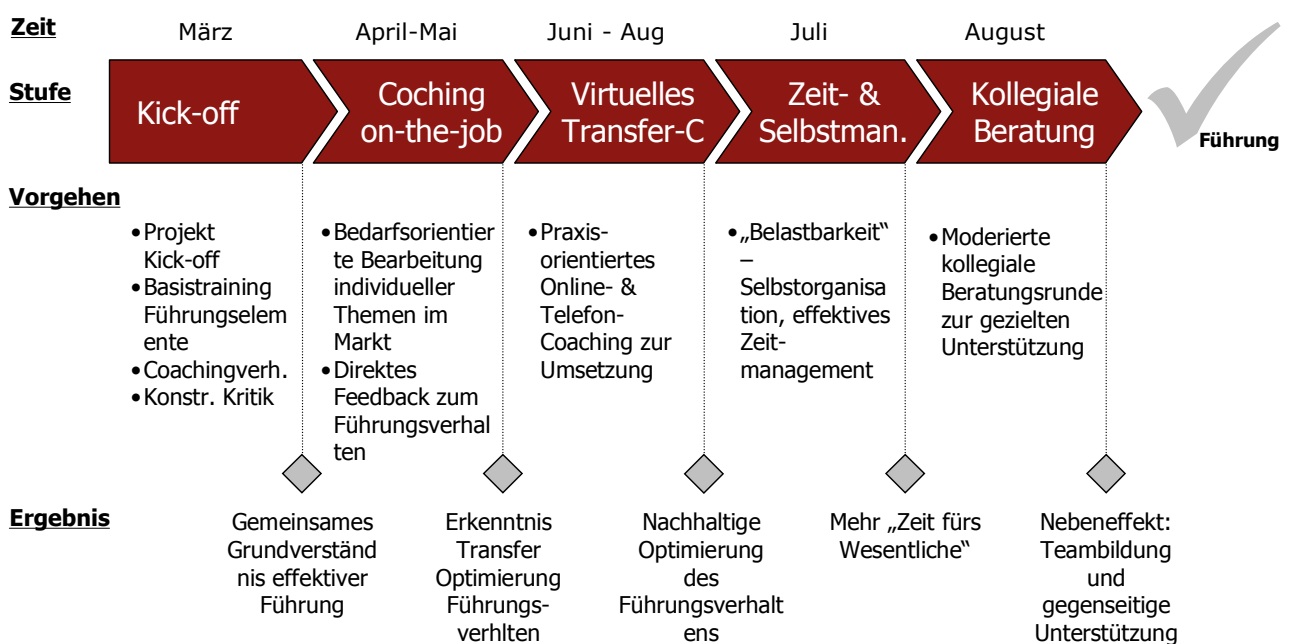 Zeit
März
April-Mai
Juni - Aug
Juli
August
Stufe
Kick-off
Coching
on-the-job
Virtuelles
Transfer-C
Zeit- &
Selbstman.
Kollegiale
Beratung
Führung
Vorgehen
•Projekt
Kick-off
•Basistraining
Führungselem
ente
•Coachingverh.
•Konstr. Kritik
•Bedarfsorientier
te Bearbeitung
individueller
Themen im
Markt
•Direktes
Feedback zum
Führungsverhal
ten
•Praxis-
orientiertes
Online- &
Telefon-
Coaching zur
Umsetzung
•„Belastbarkeit“
–
Selbstorganisa
tion, effektives
Zeit-
management
•Moderierte
kollegiale
Beratungsrunde
zur gezielten
Unterstützung
Ergebnis
Gemeinsames
Grundverständ
nis effektiver
Führung
Erkenntnis
Transfer
Optimierung
Führungs-
verhlten
Nachhaltige
Optimierung
des
Führungsverhalt
ens
Mehr „Zeit fürs
Wesentliche“
Nebeneffekt:
Teambildung
und
gegenseitige
Unterstützung